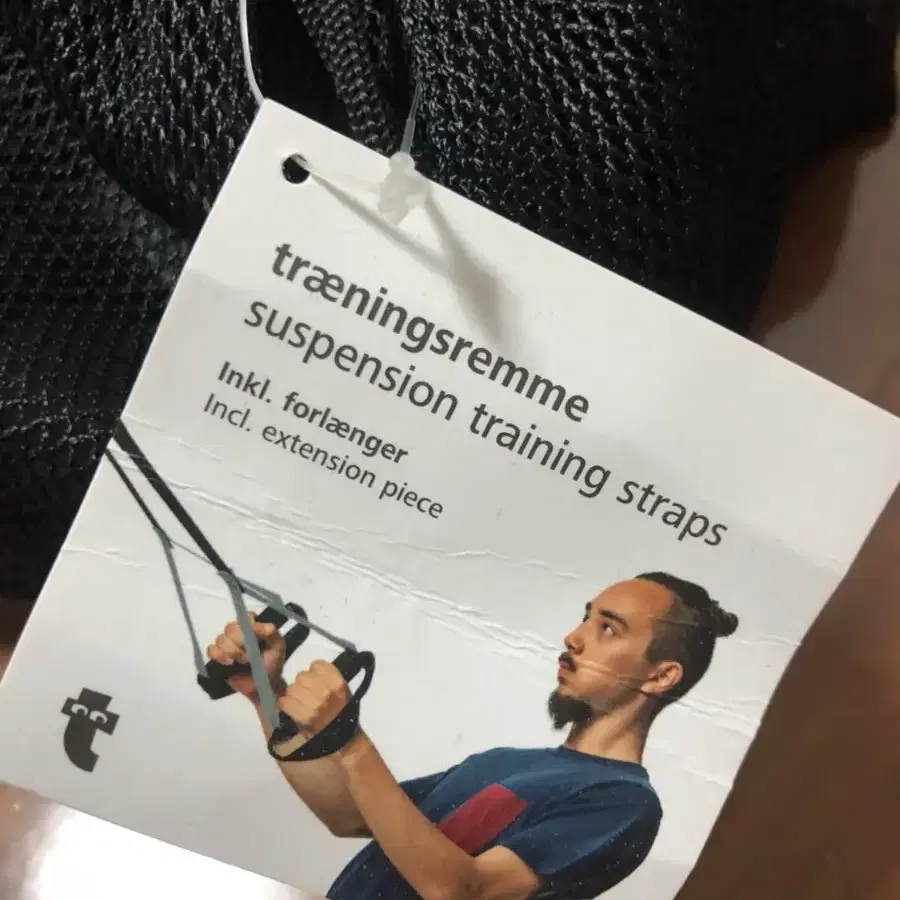 træningsremme
suspension training straps
Inkl. forlænger
Incl. extension piece